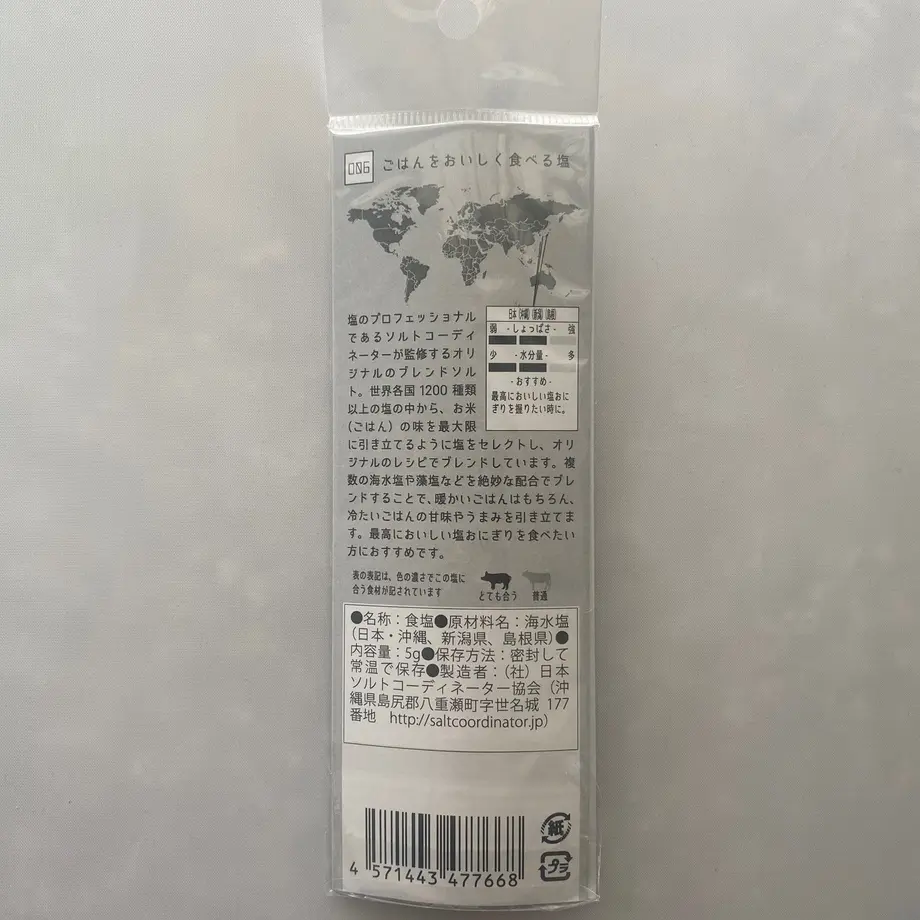 006 ごはんをおいしく食べる塩
塩のプロフェッショナル
であるソルトコーディ
ネーターが監修するオリ
ジナルのブレンドソル
ト。世界各国 1200 種類
以上の塩の中から、お米
(ごはん) の味を最大限
に引き立てるように塩をセレクトし、オリ
ジナルのレシピでブレンドしています。複
数の海水塩や藻塩などを絶妙な配合でブレ
ンドすることで、暖かいごはんはもちろん、
冷たいごはんの甘味やうまみを引き立てま
す。最高においしい塩おにぎりを食べたい
方におすすめです。
日本 沖縄 新潟 島根
弱 -しょっぱさ- 強
少 -水分量- 多
-おすすめ-
最高においしい塩おに
ぎりを握りたい時に。
表の表記は、色の濃さでこの塩に
合う食材が記されています
とても合う 普通
●名称：食塩●原材料名：海水塩
（日本・沖縄、新潟県、島根県）●
内容量：5g●保存方法：密封して
常温で保存●製造者：（社）日本
ソルトコーディネーター協会（沖
縄県島尻郡八重瀬町字世名城 177
番地　http://saltcoordinator.jp）
紙
プラ
4 571443 477668